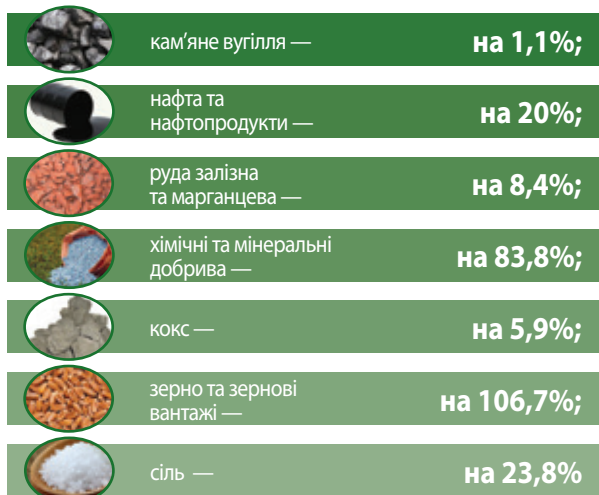 кам’яне вугілля — на 1,1%;
нафта та
нафтопродукти — на 20%;
руда залізна
та марганцева — на 8,4%;
хімічні та мінеральні
добрива — на 83,8%;
кокс — на 5,9%;
зерно та зернові
вантажі — на 106,7%;
сіль — на 23,8%